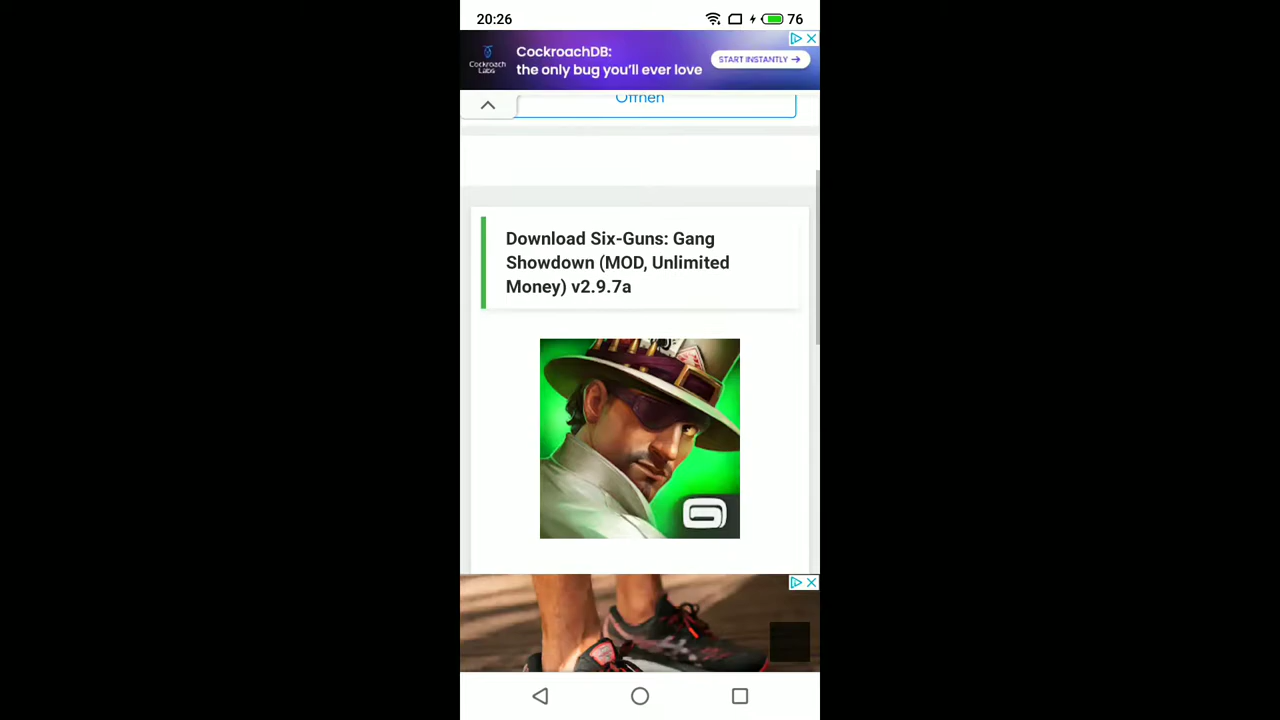 20:26
76
CockroachDB:
the only bug you'll ever love
Cockroach
Labs
START INSTANTLY →
Öffnen
Download Six-Guns: Gang
Showdown (MOD, Unlimited
Money) v2.9.7a